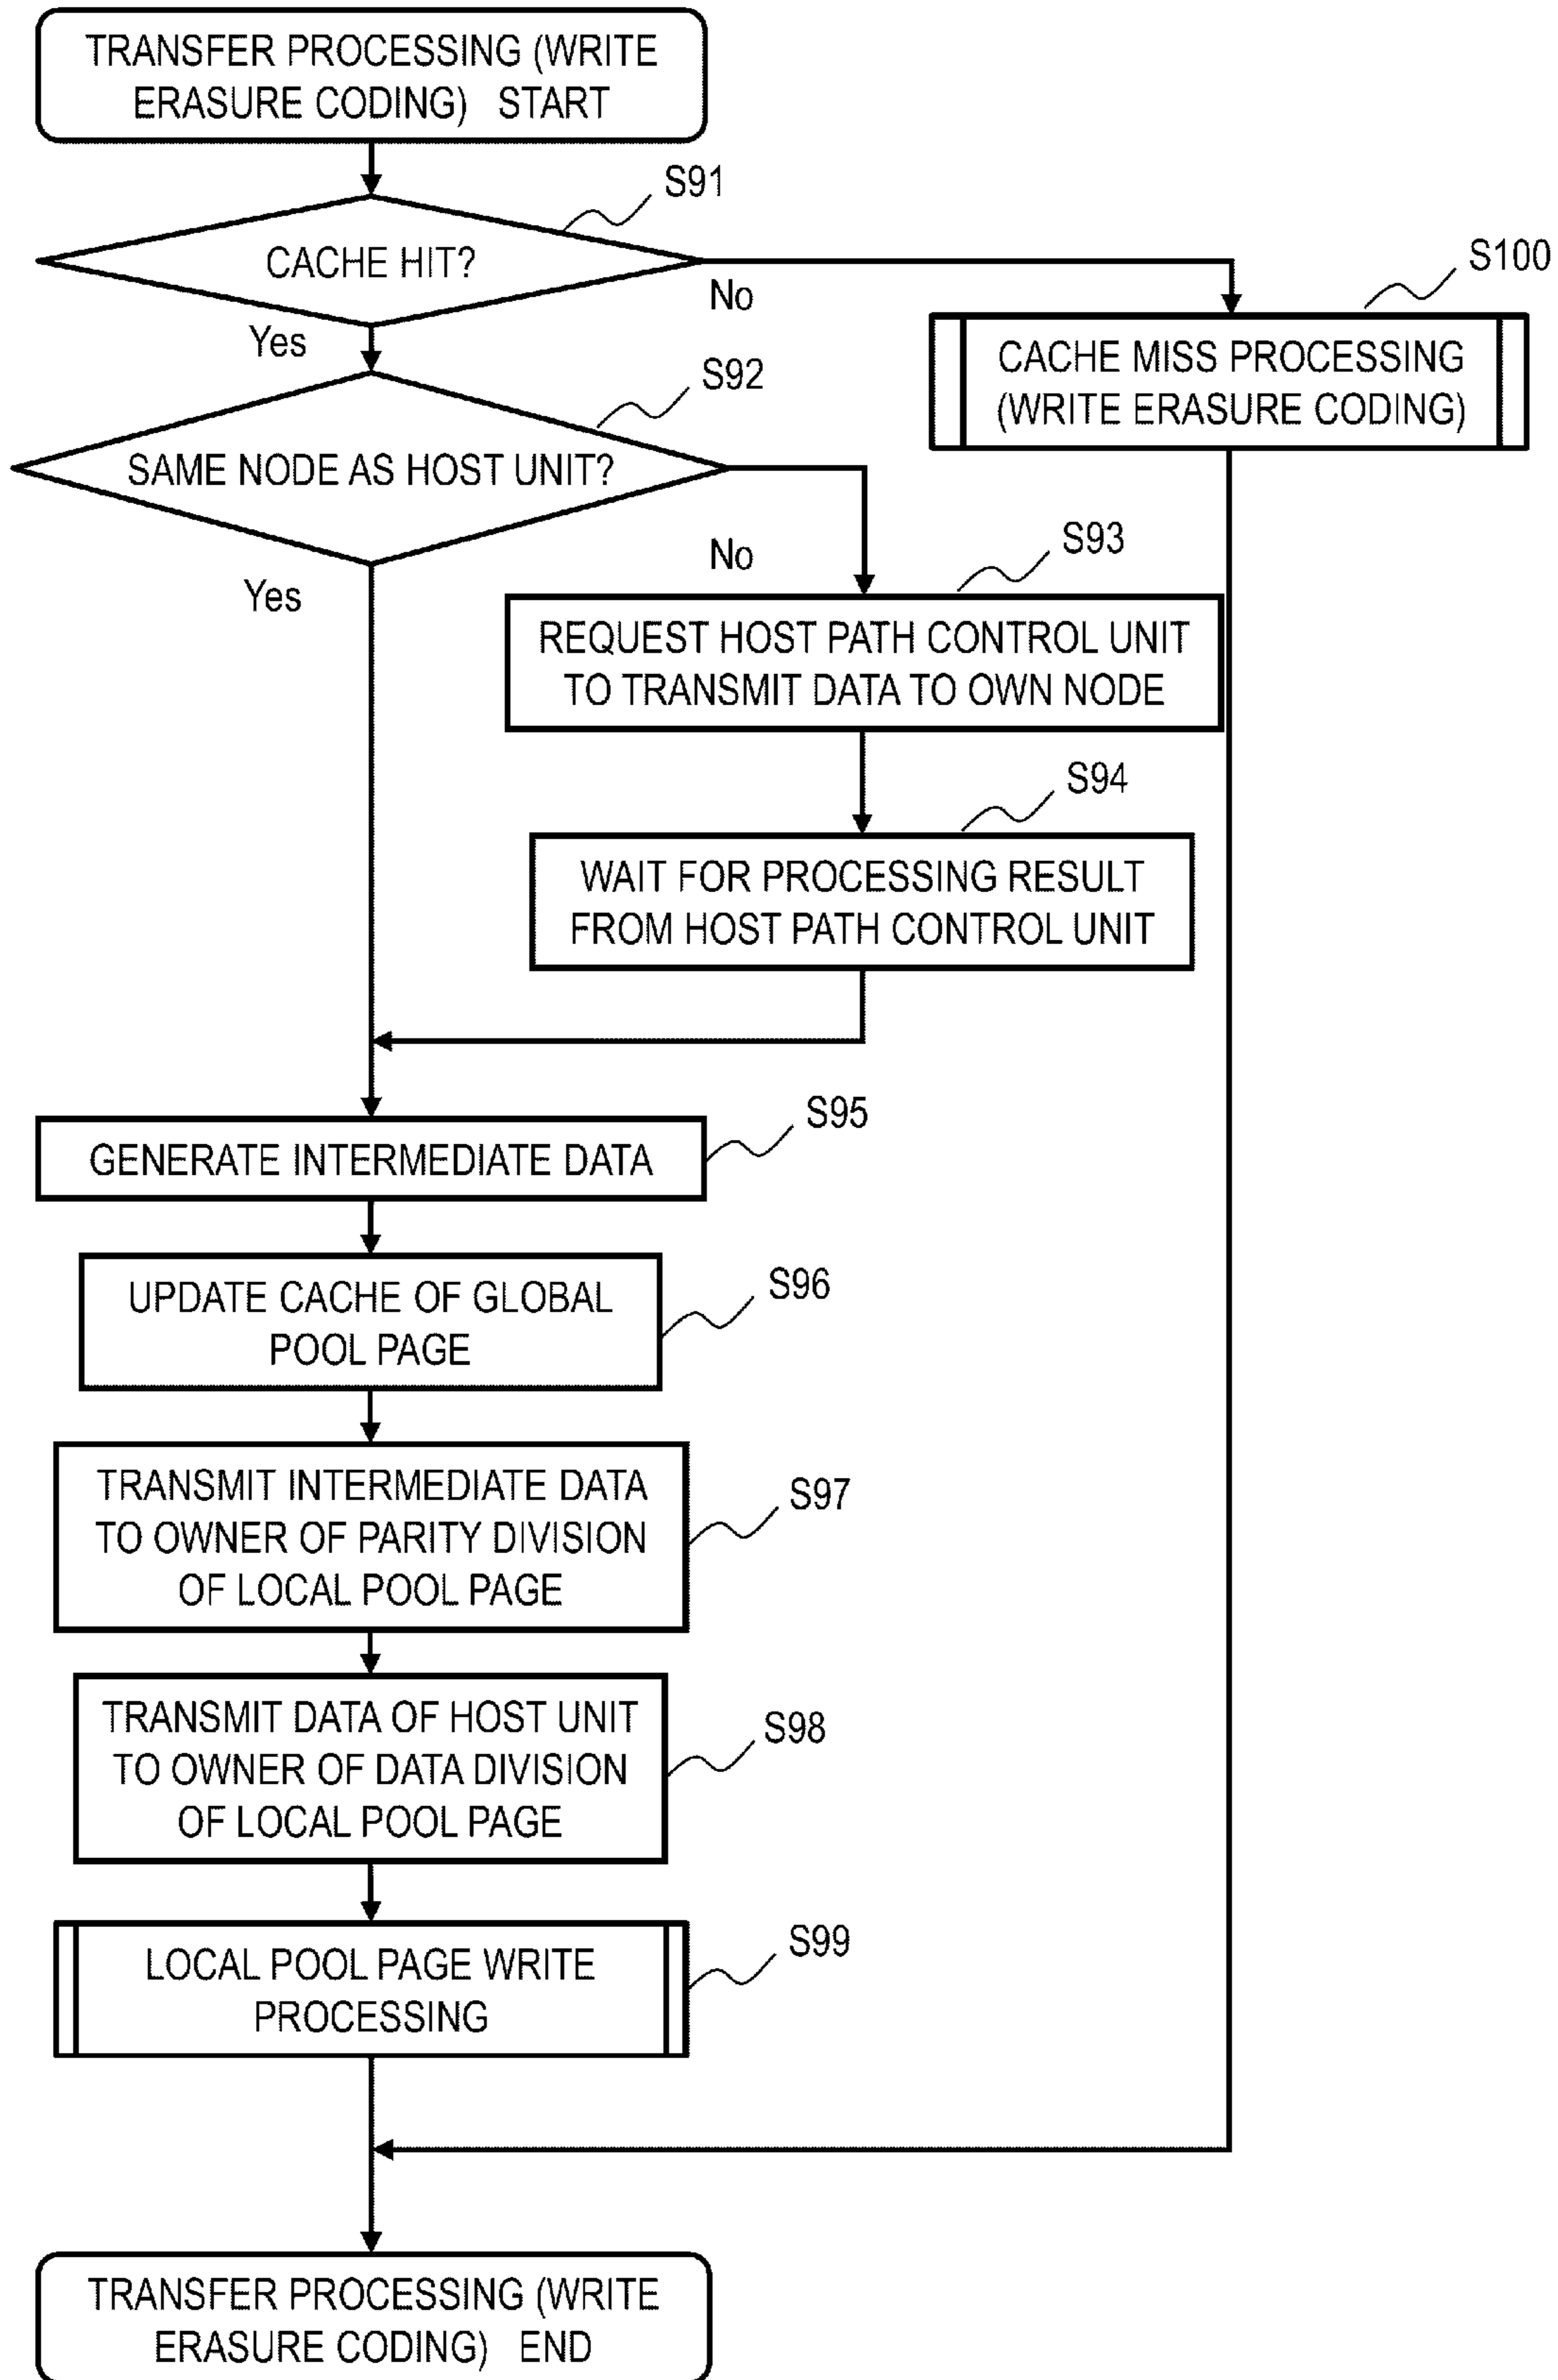 TRANSFER PROCESSING (WRITE
ERASURE CODING) START
S91
CACHE HIT?
No
Yes
S100
CACHE MISS PROCESSING
(WRITE ERASURE CODING)
S92
SAME NODE AS HOST UNIT?
No
Yes
S93
REQUEST HOST PATH CONTROL UNIT
TO TRANSMIT DATA TO OWN NODE
S94
WAIT FOR PROCESSING RESULT
FROM HOST PATH CONTROL UNIT
S95
GENERATE INTERMEDIATE DATA
S96
UPDATE CACHE OF GLOBAL
POOL PAGE
S97
TRANSMIT INTERMEDIATE DATA
TO OWNER OF PARITY DIVISION
OF LOCAL POOL PAGE
S98
TRANSMIT DATA OF HOST UNIT
TO OWNER OF DATA DIVISION
OF LOCAL POOL PAGE
S99
LOCAL POOL PAGE WRITE
PROCESSING
TRANSFER PROCESSING (WRITE
ERASURE CODING) END